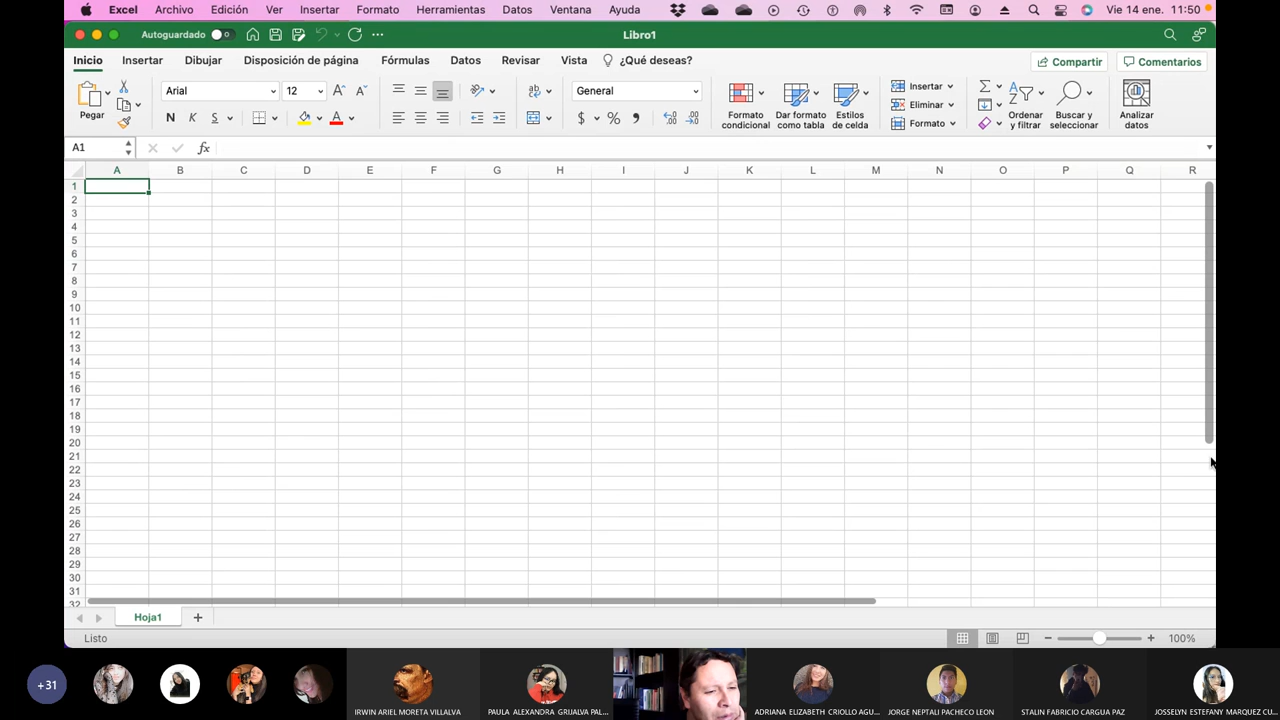 Excel Archivo Edición Ver Insertar Formato Herramientas Datos Ventana Ayuda Vie 14 ene. 11:50
Autoguardado Libro1
Inicio Insertar Dibujar Disposición de página Fórmulas Datos Revisar Vista ¿Qué deseas? Compartir Comentarios
Pegar
Arial 12
N K S A
General
$ %
Formato condicional
Dar formato como tabla
Estilos de celda
Insertar
Eliminar
Formato
Ordenar y filtrar
Buscar y seleccionar
Analizar datos
A1 fx
A B C D E F G H I J K L M N O P Q R
1
2
3
4
5
6
7
8
9
10
11
12
13
14
15
16
17
18
19
20
21
22
23
24
25
26
27
28
29
30
31
32
Hoja1 +
Listo 100%
+31 IRWIN ARIEL MORETA VILLALVA PAULA ALEXANDRA GRIJALVA PAL... ADRIANA ELIZABETH CRIOLLO AGU... JORGE NEPTALI PACHECO LEON STALIN FABRICIO CARGUA PAZ JOSSELYN ESTEFANY MARQUEZ CU...